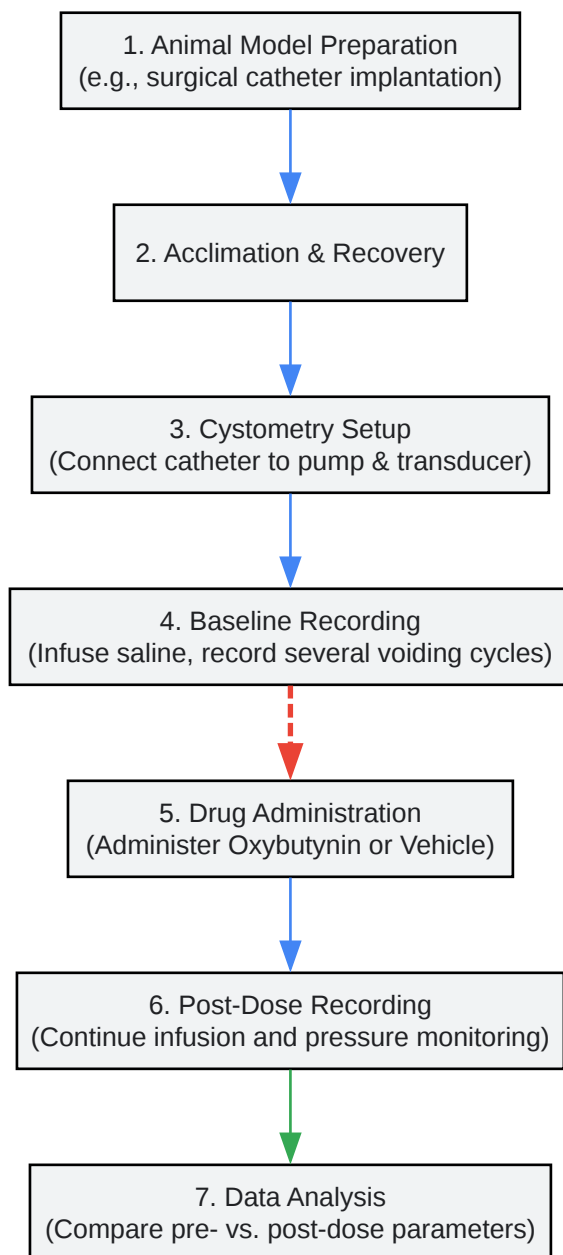 1. Animal Model Preparation
(e.g., surgical catheter implantation)
2. Acclimation & Recovery
3. Cystometry Setup
(Connect catheter to pump & transducer)
4. Baseline Recording
(Infuse saline, record several voiding cycles)
5. Drug Administration
(Administer Oxybutynin or Vehicle)
6. Post-Dose Recording
(Continue infusion and pressure monitoring)
7. Data Analysis
(Compare pre- vs. post-dose parameters)